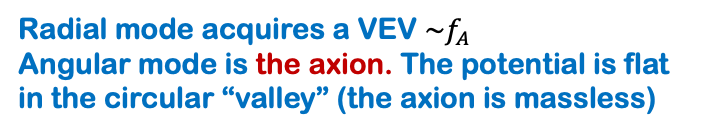 Radial mode acquires a VEV ~f_A
Angular mode is the axion. The potential is flat
in the circular “valley” (the axion is massless)